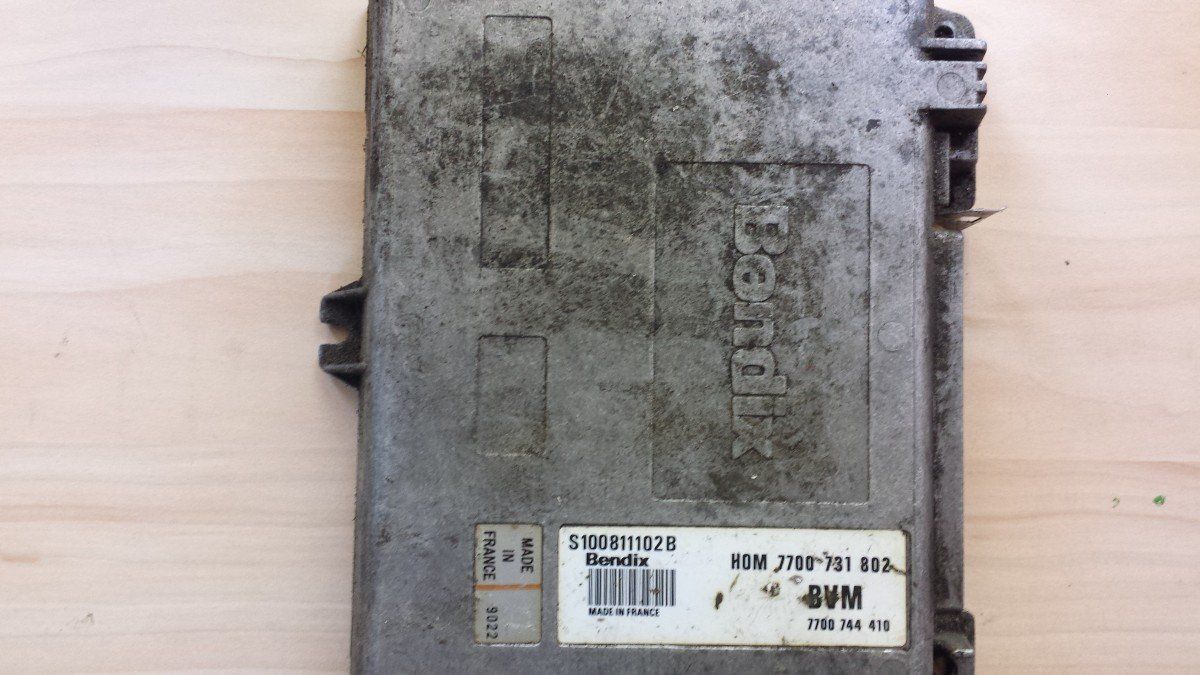 Bendix
MADE
IN
FRANCE
9022
S100811102B
Bendix
MADE IN FRANCE
HOM 7700 731 802
BVM
7700 744 410